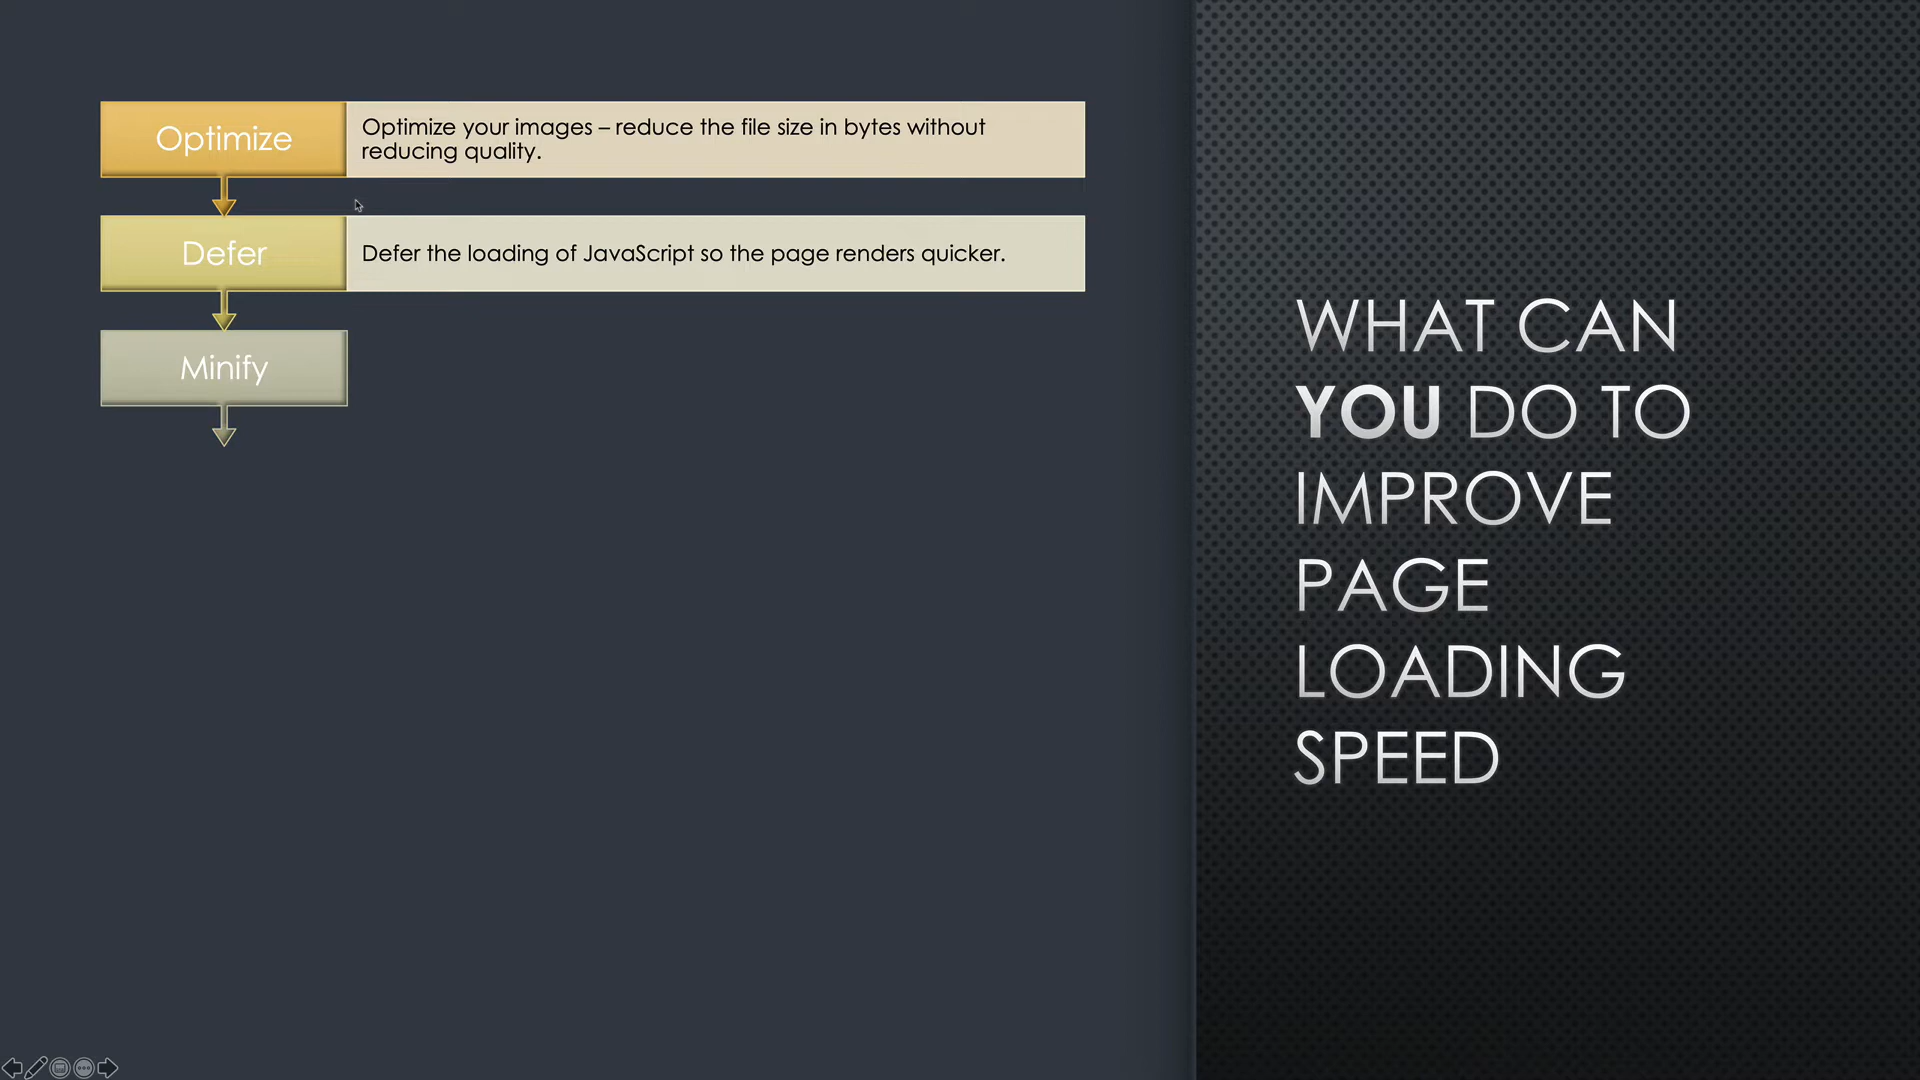 Optimize
Optimize your images – reduce the file size in bytes without
reducing quality.
Defer
Defer the loading of JavaScript so the page renders quicker.
Minify
WHAT CAN
YOU DO TO
IMPROVE
PAGE
LOADING
SPEED